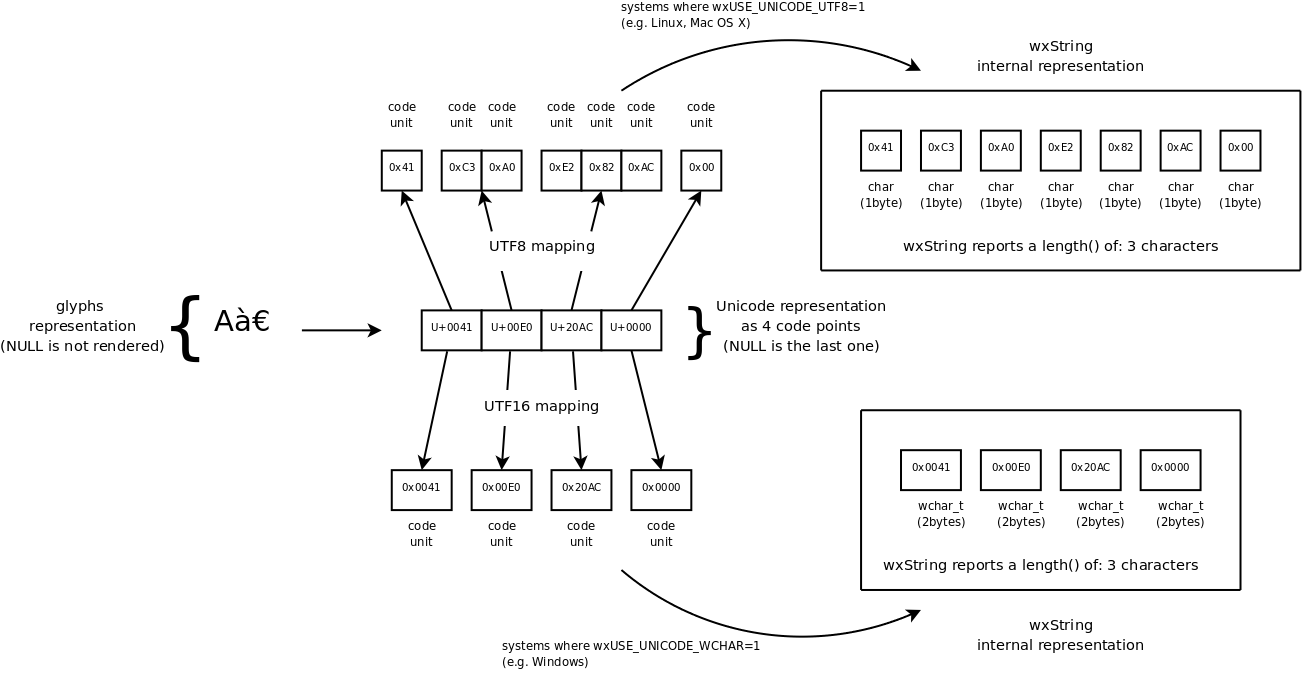 systems where wxUSE_UNICODE_UTF8=1
(e.g. Linux, Mac OS X)
wxString
internal representation
code code code code code code code
unit unit unit unit unit unit unit
0x41 0xC3 0xA0 0xE2 0x82 0xAC 0x00
0x41 0xC3 0xA0 0xE2 0x82 0xAC 0x00
char char char char char char char
(1byte) (1byte) (1byte) (1byte) (1byte) (1byte) (1byte)
wxString reports a length() of: 3 characters
UTF8 mapping
glyphs
representation
(NULL is not rendered)
{ Aà€
U+0041 U+00E0 U+20AC U+0000
} Unicode representation
as 4 code points
(NULL is the last one)
UTF16 mapping
0x0041 0x00E0 0x20AC 0x0000
code code code code
unit unit unit unit
0x0041 0x00E0 0x20AC 0x0000
wchar_t wchar_t wchar_t wchar_t
(2bytes) (2bytes) (2bytes) (2bytes)
wxString reports a length() of: 3 characters
wxString
internal representation
systems where wxUSE_UNICODE_WCHAR=1
(e.g. Windows)